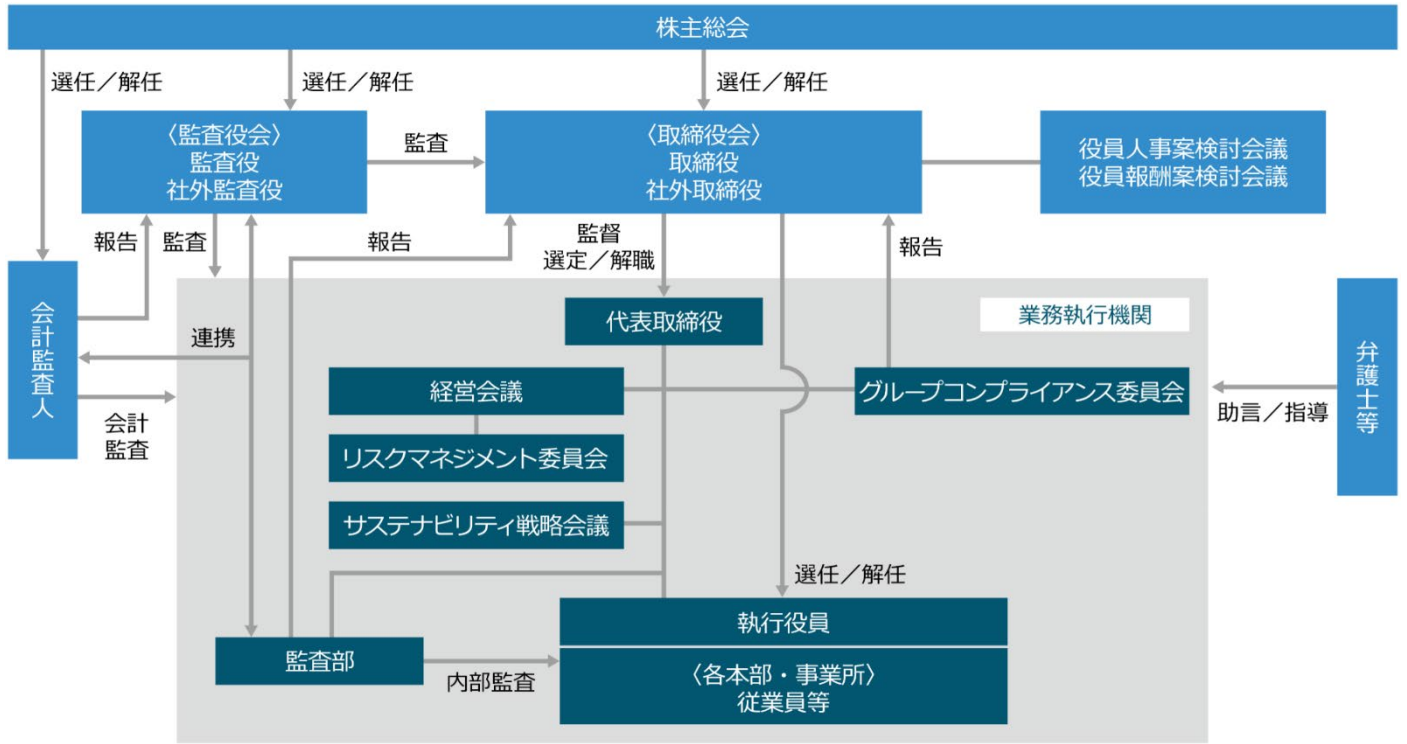 株主総会
選任／解任
選任／解任
選任／解任
〈監査役会〉
監査役
社外監査役
監査
〈取締役会〉
取締役
社外取締役
役員人事案検討会議
役員報酬案検討会議
報告
監査
報告
監督
選定／解職
報告
会計監査人
業務執行機関
代表取締役
連携
経営会議
グループコンプライアンス委員会
弁護士等
助言／指導
会計
監査
リスクマネジメント委員会
サステナビリティ戦略会議
選任／解任
執行役員
監査部
内部監査
〈各本部・事業所〉
従業員等